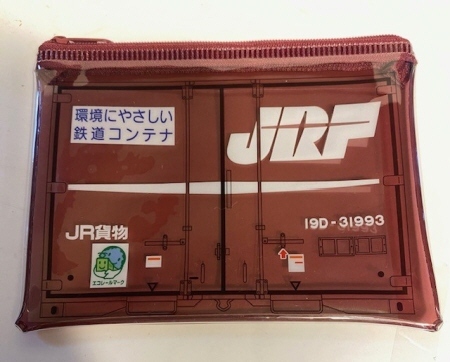 環境にやさしい
鉄道コンテナ
JRF
JR貨物
19D-31993
エコレールマーク